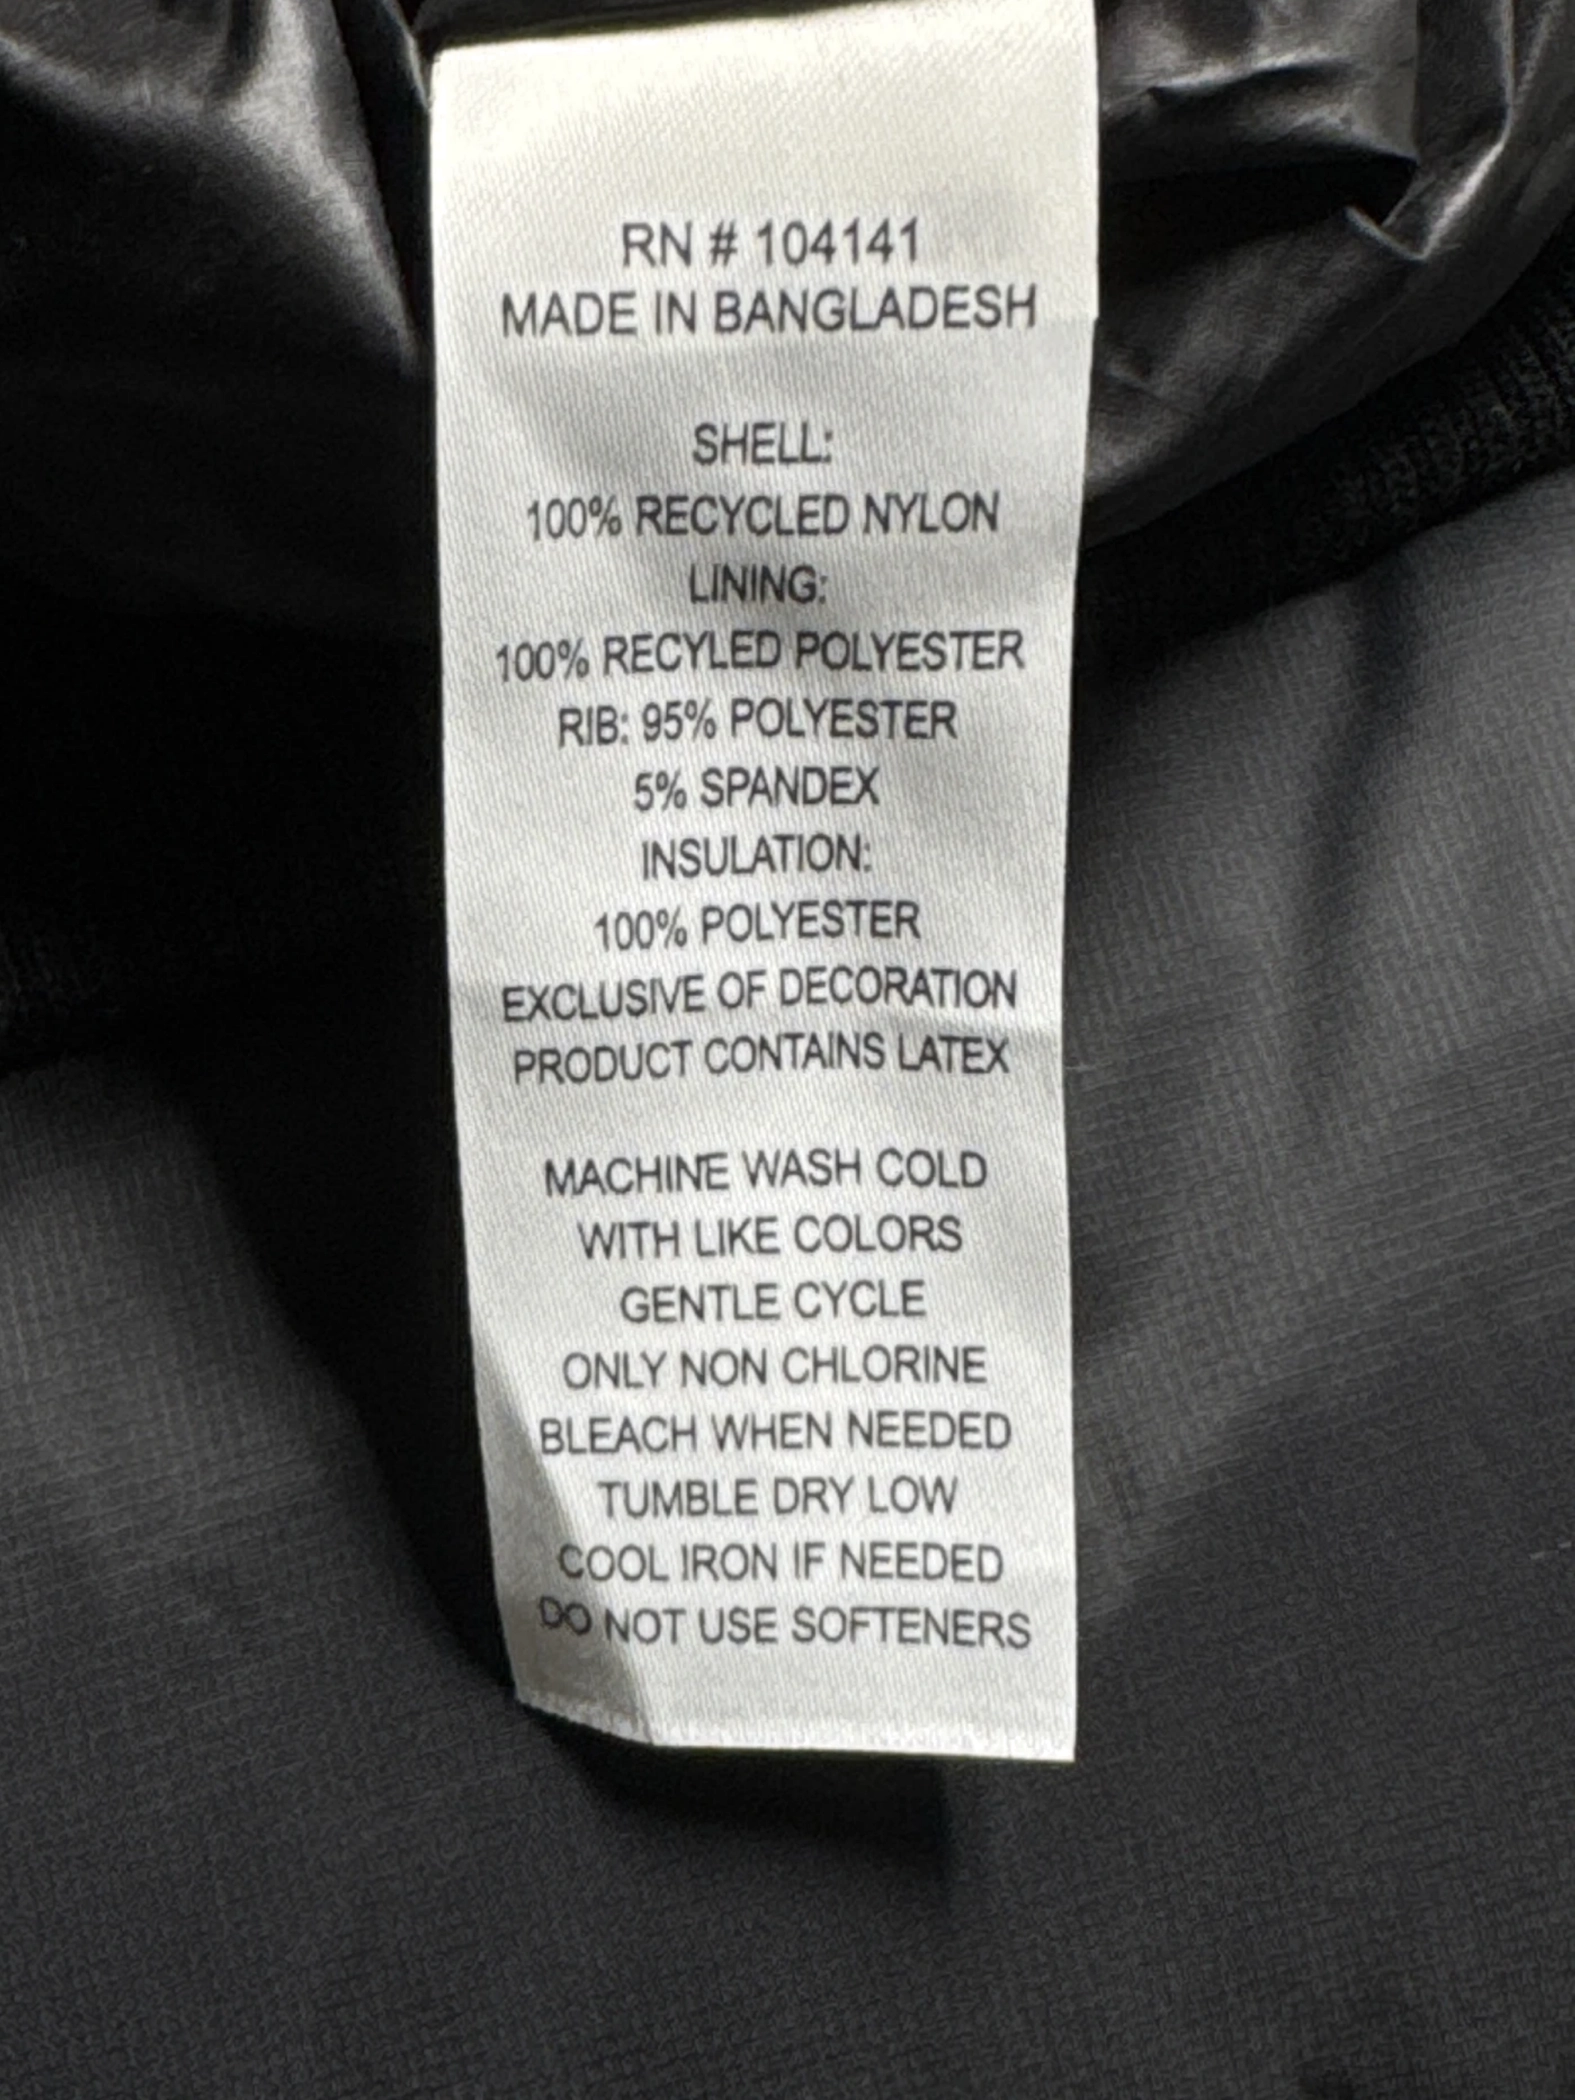 RN # 104141
MADE IN BANGLADESH
SHELL:
100% RECYCLED NYLON
LINING:
100% RECYLED POLYESTER
RIB: 95% POLYESTER
5% SPANDEX
INSULATION:
100% POLYESTER
EXCLUSIVE OF DECORATION
PRODUCT CONTAINS LATEX
MACHINE WASH COLD
WITH LIKE COLORS
GENTLE CYCLE
ONLY NON CHLORINE
BLEACH WHEN NEEDED
TUMBLE DRY LOW
COOL IRON IF NEEDED
DO NOT USE SOFTENERS